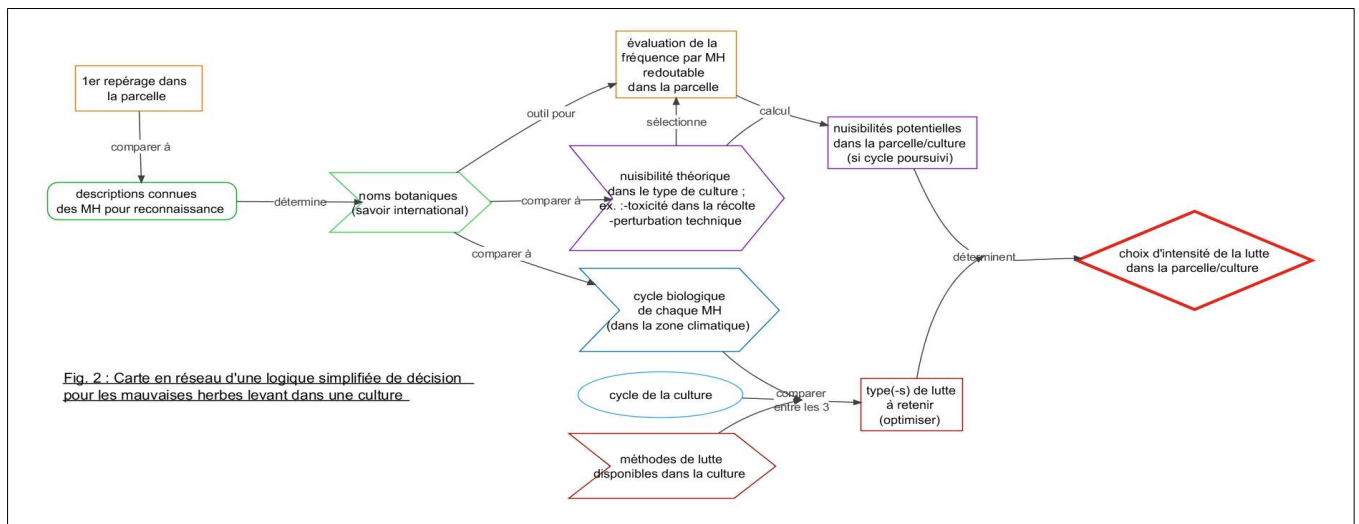 1er repérage dans
la parcelle
comparer à
descriptions connues
des MH pour reconnaissance
détermine
noms botaniques
(savoir international)
outil pour
comparer à
comparer à
évaluation de la
fréquence par MH
redoutable
dans la parcelle
sélectionne
calcul
nuisibilité théorique
dans le type de culture ;
ex. :-toxicité dans la récolte
-perturbation technique
nuisibilités potentielles
dans la parcelle/culture
(si cycle poursuivi)
cycle biologique
de chaque MH
(dans la zone climatique)
cycle de la culture
méthodes de lutte
disponibles dans la culture
comparer
entre les 3
type(-s) de lutte
à retenir
(optimiser)
déterminent
choix d'intensité de la lutte
dans la parcelle/culture
Fig. 2 : Carte en réseau d'une logique simplifiée de décision
pour les mauvaises herbes levant dans une culture